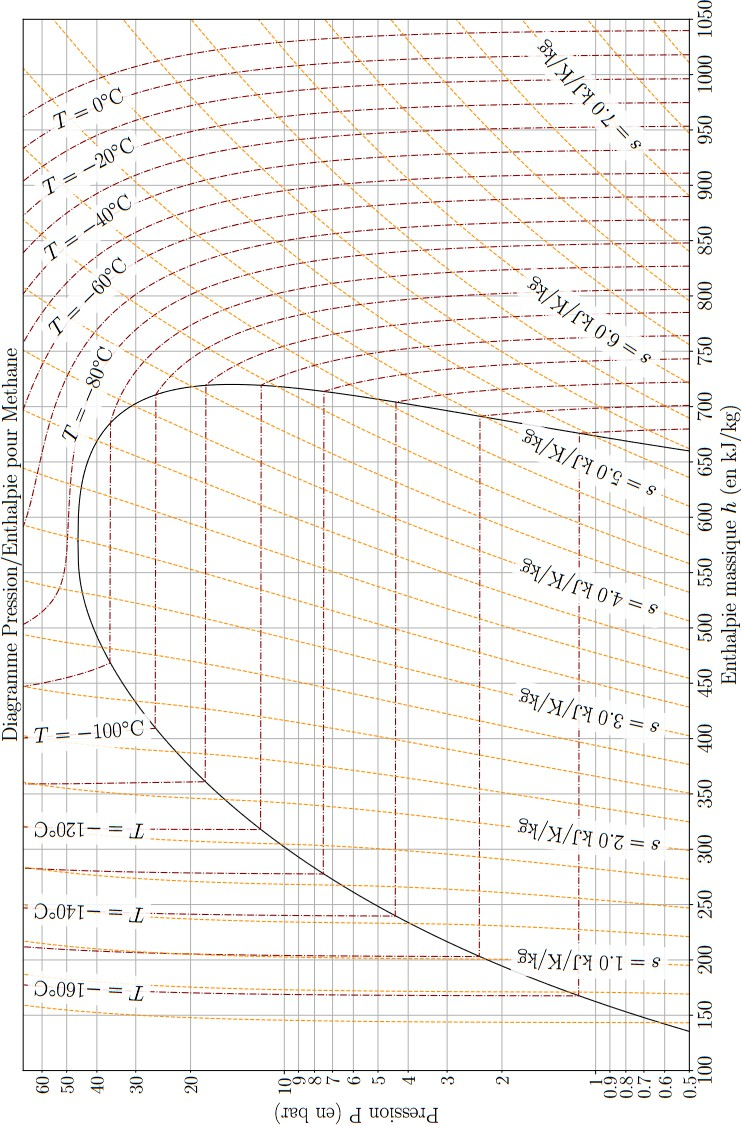 Diagramme Pression/Enthalpie pour Methane
T = −160°C
T = −140°C
T = −120°C
T = −100°C
T = −80°C
T = −60°C
T = −40°C
T = −20°C
T = 0°C
s = 1.0 kJ/K/kg
s = 2.0 kJ/K/kg
s = 3.0 kJ/K/kg
s = 4.0 kJ/K/kg
s = 5.0 kJ/K/kg
s = 6.0 kJ/K/kg
s = 7.0 kJ/K/kg
60
50
40
30
20
10
9
8
7
6
5
4
3
2
1
0.9
0.8
0.7
0.6
0.5
Pression P (en bar)
100
150
200
250
300
350
400
450
500
550
600
650
700
750
800
850
900
950
1000
1050
Enthalpie massique h (en kJ/kg)